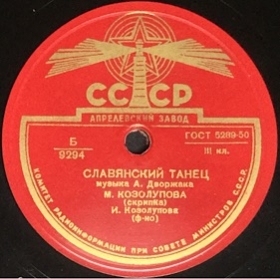 СССР
АПРЕЛЕВСКИЙ ЗАВОД
Б
9294
ГОСТ 5289-50
III кл.
СЛАВЯНСКИЙ ТАНЕЦ
музыка А. Дворжака
М. КОЗОЛУПОВА
(скрипка)
И. Козолупова
(ф-но)
КОМИТЕТ РАДИОИНФОРМАЦИИ ПРИ СОВЕТЕ МИНИСТРОВ СССР.